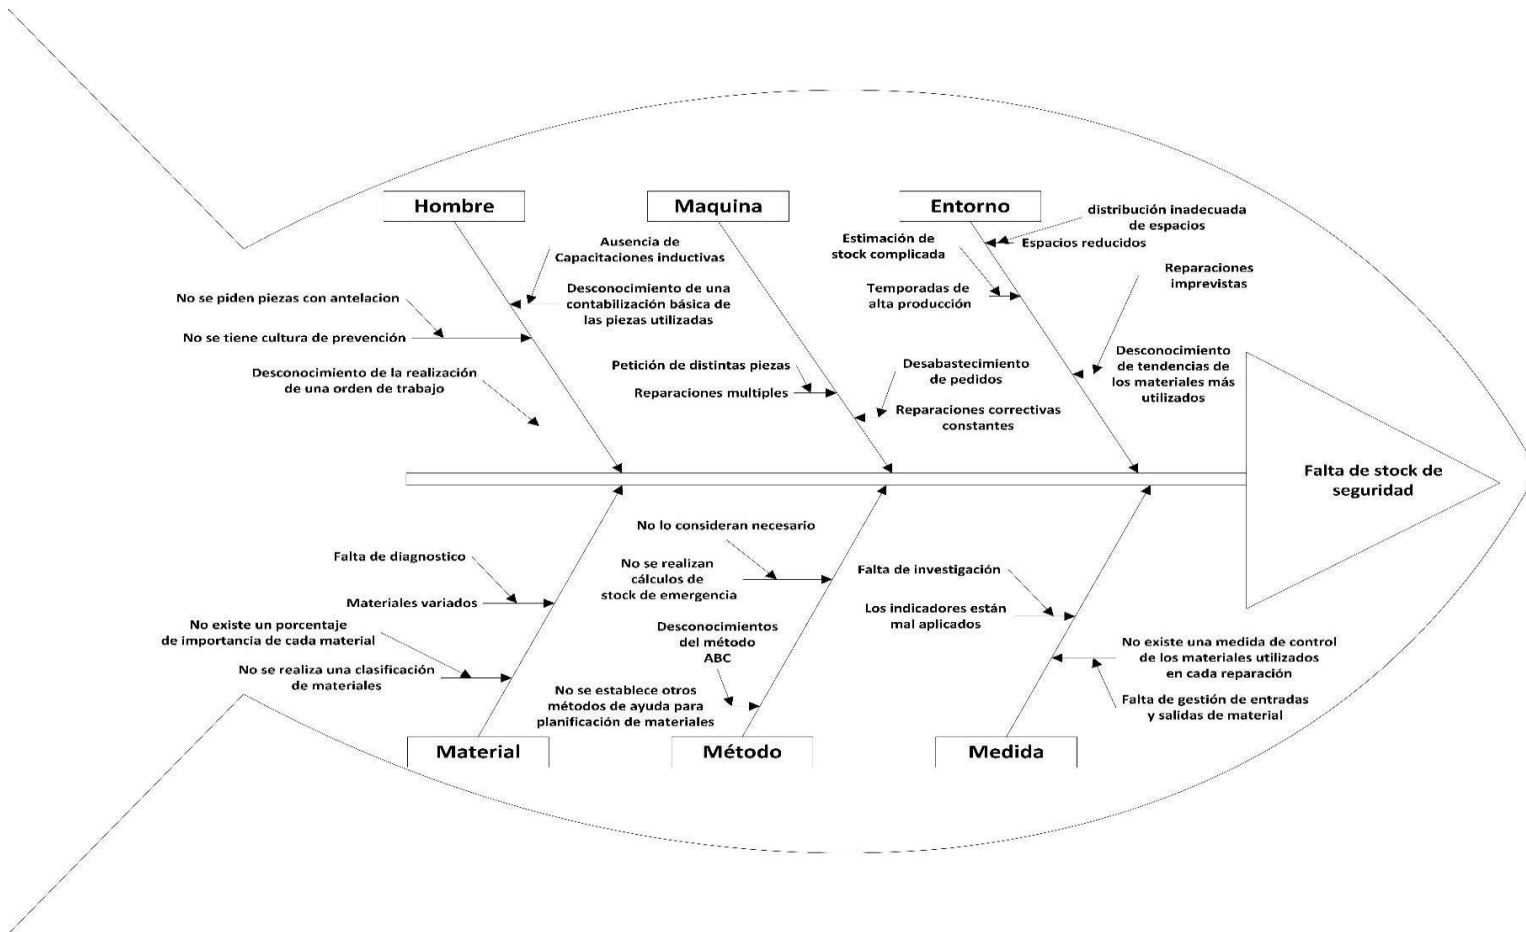 Hombre
Maquina
Entorno
distribución inadecuada
de espacios
Estimación de
stock complicada
Espacios reducidos
Ausencia de
Capacitaciones inductivas
Reparaciones
imprevistas
No se piden piezas con antelacion
Desconocimiento de una
contabilización básica de
las piezas utilizadas
Temporadas de
alta producción
No se tiene cultura de prevención
Desconocimiento de la realización
de una orden de trabajo
Petición de distintas piezas
Reparaciones multiples
Desabastecimiento
de pedidos
Reparaciones correctivas
constantes
Desconocimiento
de tendencias de
los materiales más
utilizados
Falta de stock de
seguridad
Falta de diagnostico
Materiales variados
No existe un porcentaje
de importancia de cada material
No se realiza una clasificación
de materiales
No lo consideran necesario
No se realizan
cálculos de
stock de emergencia
Desconocimientos
del método
ABC
No se establece otros
métodos de ayuda para
planificación de materiales
Falta de investigación
Los indicadores están
mal aplicados
No existe una medida de control
de los materiales utilizados
en cada reparación
Falta de gestión de entradas
y salidas de material
Material
Método
Medida